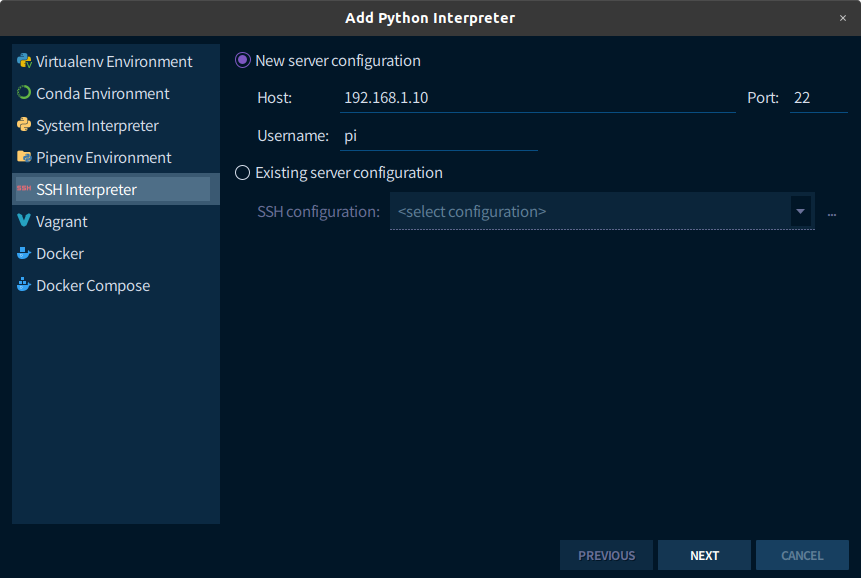 Add Python Interpreter ×
Virtualenv Environment
Conda Environment
System Interpreter
Pipenv Environment
SSH SSH Interpreter
Vagrant
Docker
Docker Compose
New server configuration
Host: 192.168.1.10 Port: 22
Username: pi
Existing server configuration
SSH configuration: <select configuration> ...
PREVIOUS NEXT CANCEL